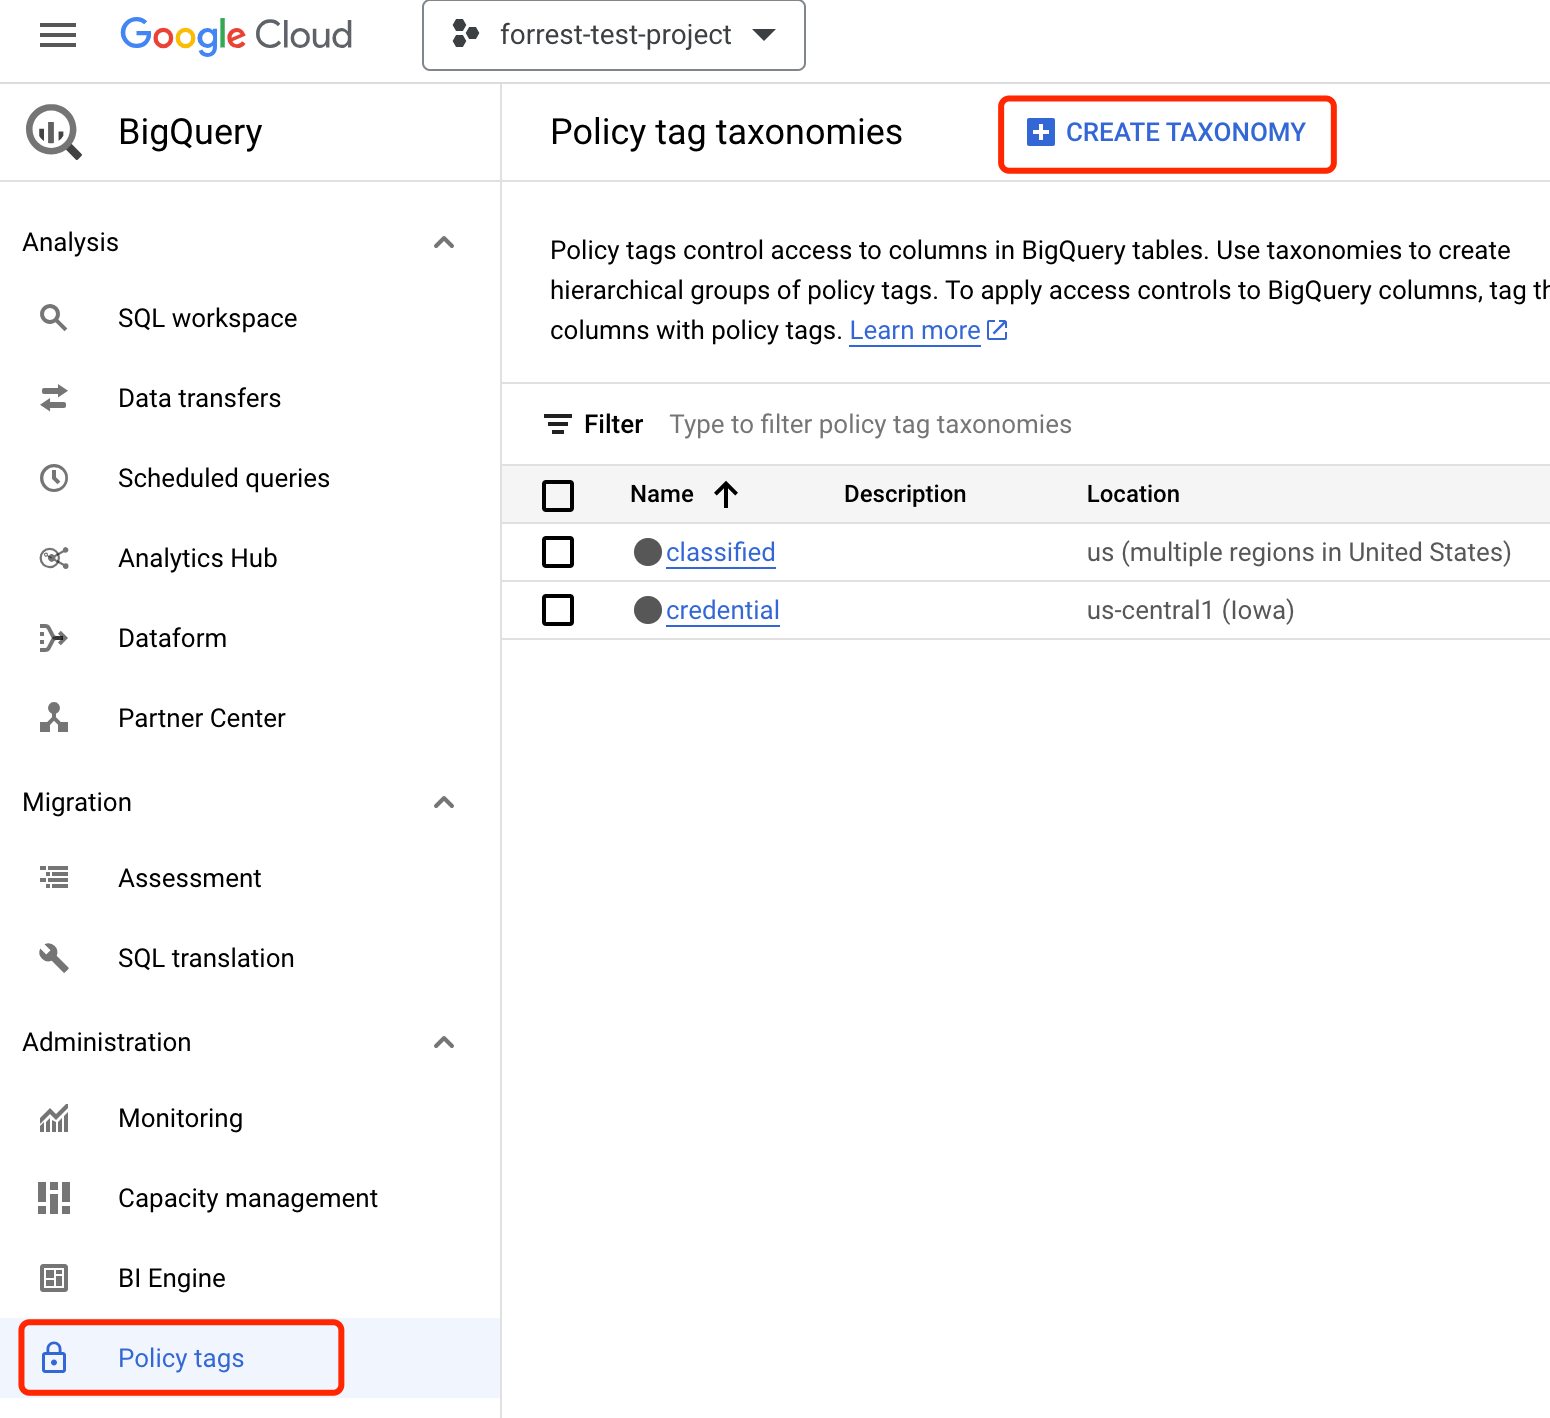 Google Cloud
forrest-test-project
BigQuery
Policy tag taxonomies
CREATE TAXONOMY
Analysis
SQL workspace
Data transfers
Scheduled queries
Analytics Hub
Dataform
Partner Center
Migration
Assessment
SQL translation
Administration
Monitoring
Capacity management
BI Engine
Policy tags
Policy tags control access to columns in BigQuery tables. Use taxonomies to create
hierarchical groups of policy tags. To apply access controls to BigQuery columns, tag
columns with policy tags. Learn more
Filter Type to filter policy tag taxonomies
Name Description Location
classified us (multiple regions in United States)
credential us-central1 (Iowa)